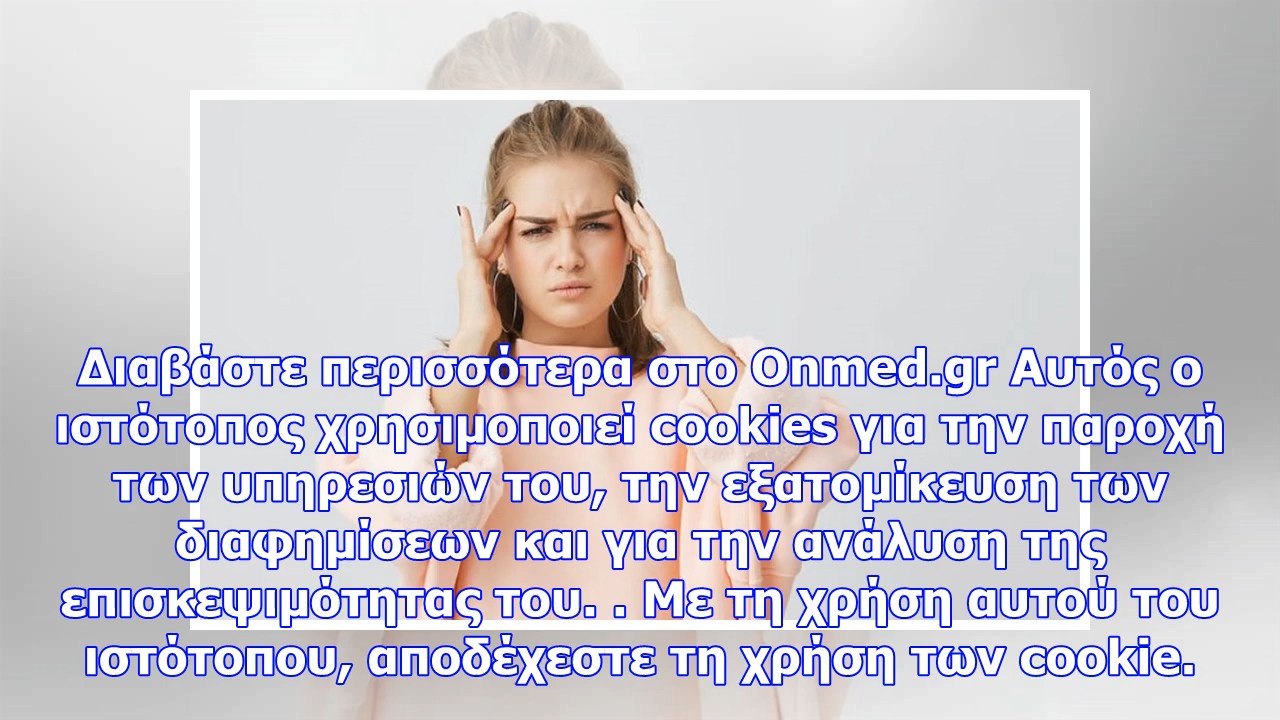 Διαβάστε περισσότερα στο Onmed.gr Αυτός ο
ιστότοπος χρησιμοποιεί cookies για την παροχή
των υπηρεσιών του, την εξατομίκευση των
διαφημίσεων και για την ανάλυση της
επισκεψιμότητας του. . Με τη χρήση αυτού του
ιστότοπου, αποδέχεστε τη χρήση των cookie.